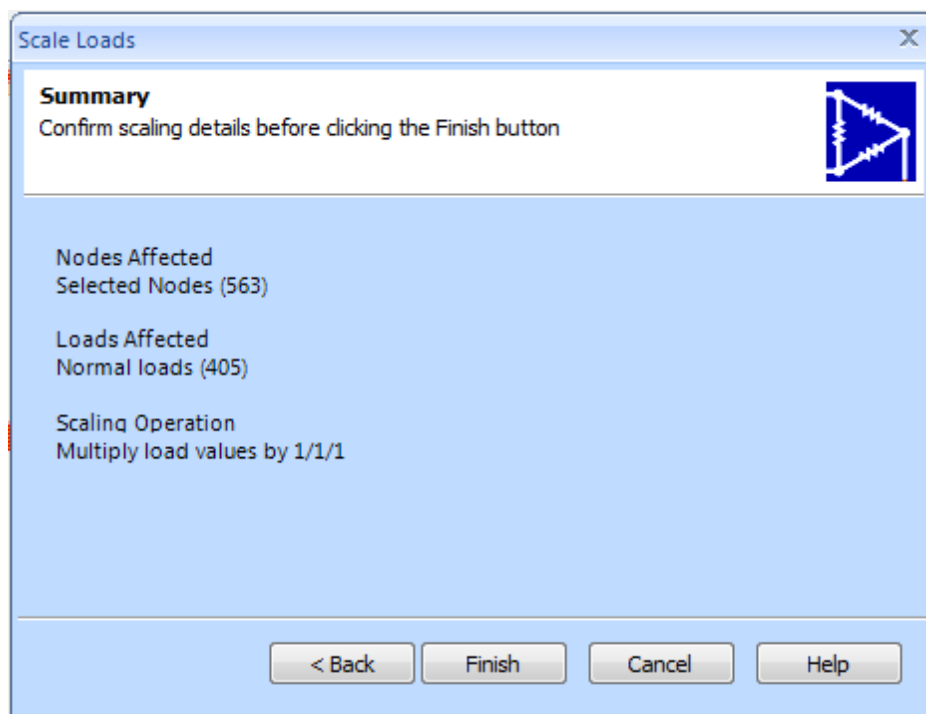 Scale Loads
Summary
Confirm scaling details before clicking the Finish button
Nodes Affected
Selected Nodes (563)
Loads Affected
Normal loads (405)
Scaling Operation
Multiply load values by 1/1/1
< Back
Finish
Cancel
Help